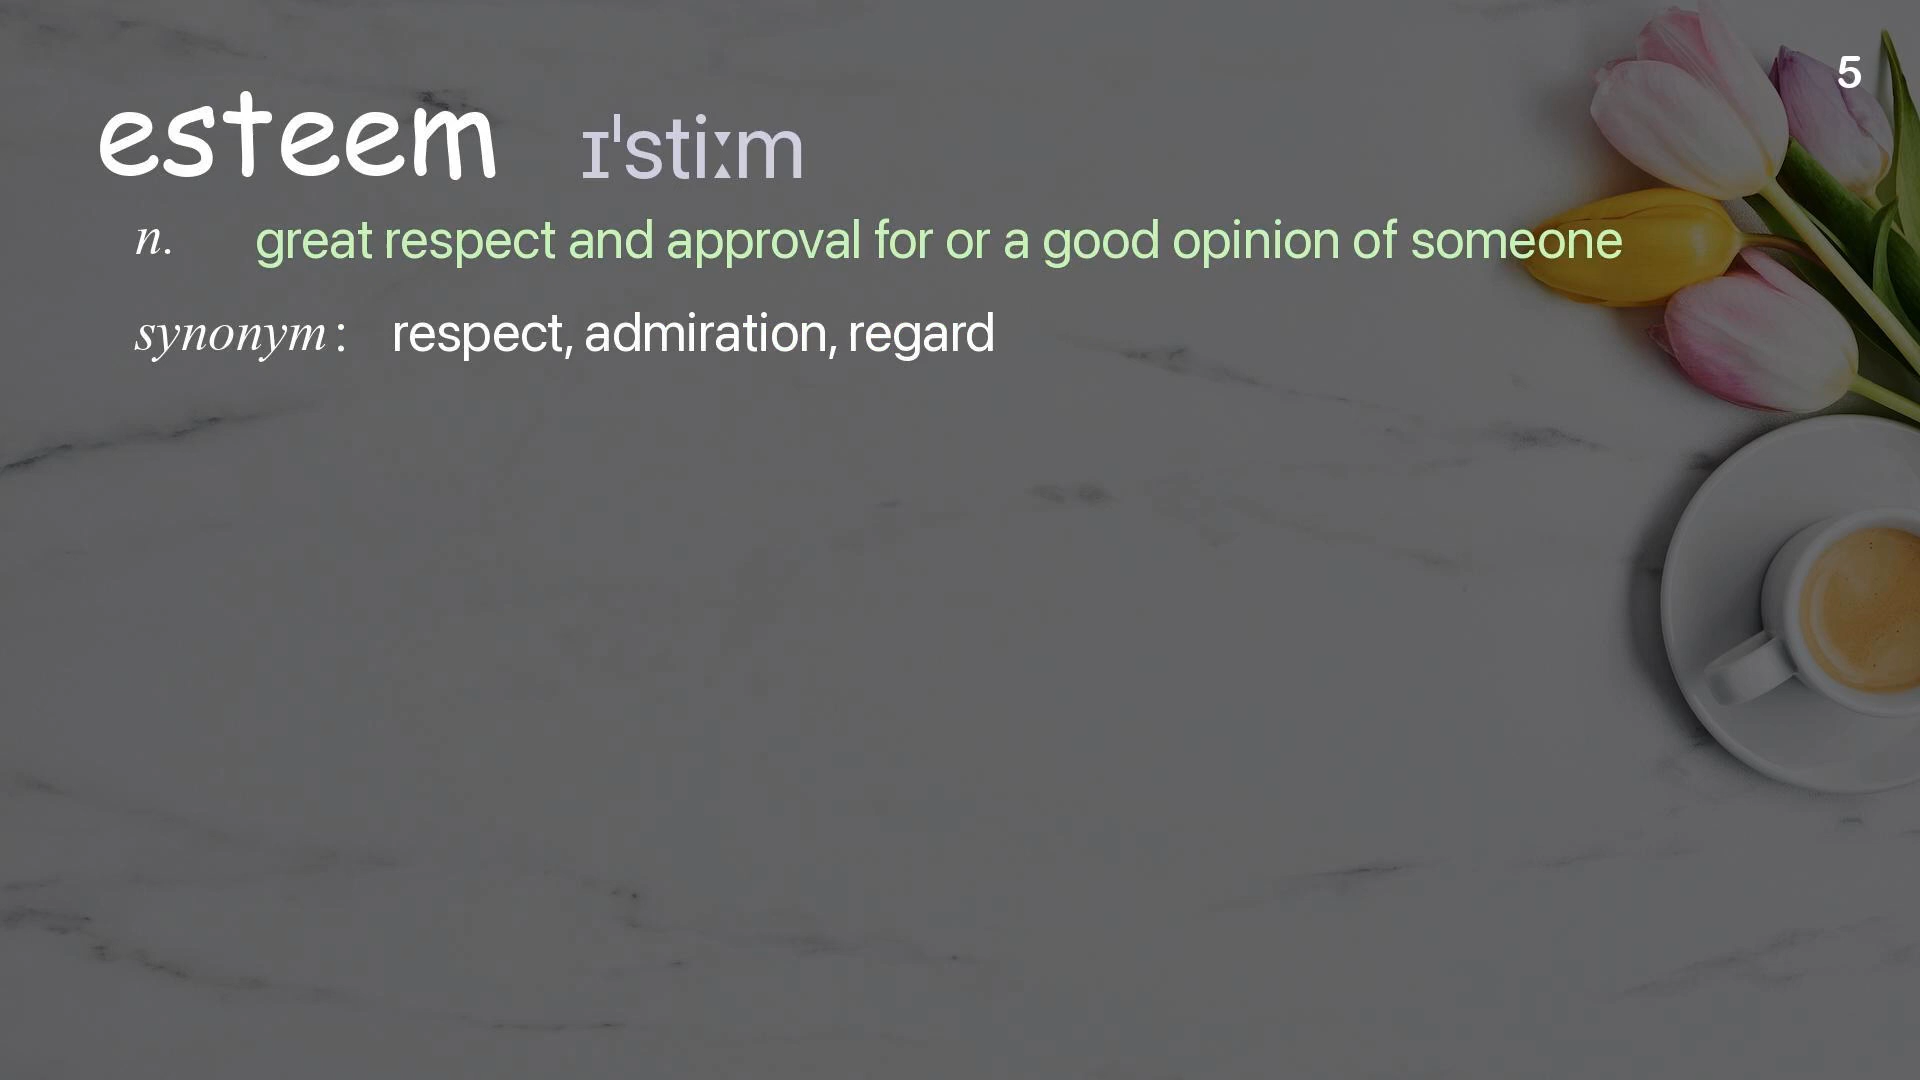 5
esteem ɪˈstiːm
n. great respect and approval for or a good opinion of someone
synonym: respect, admiration, regard